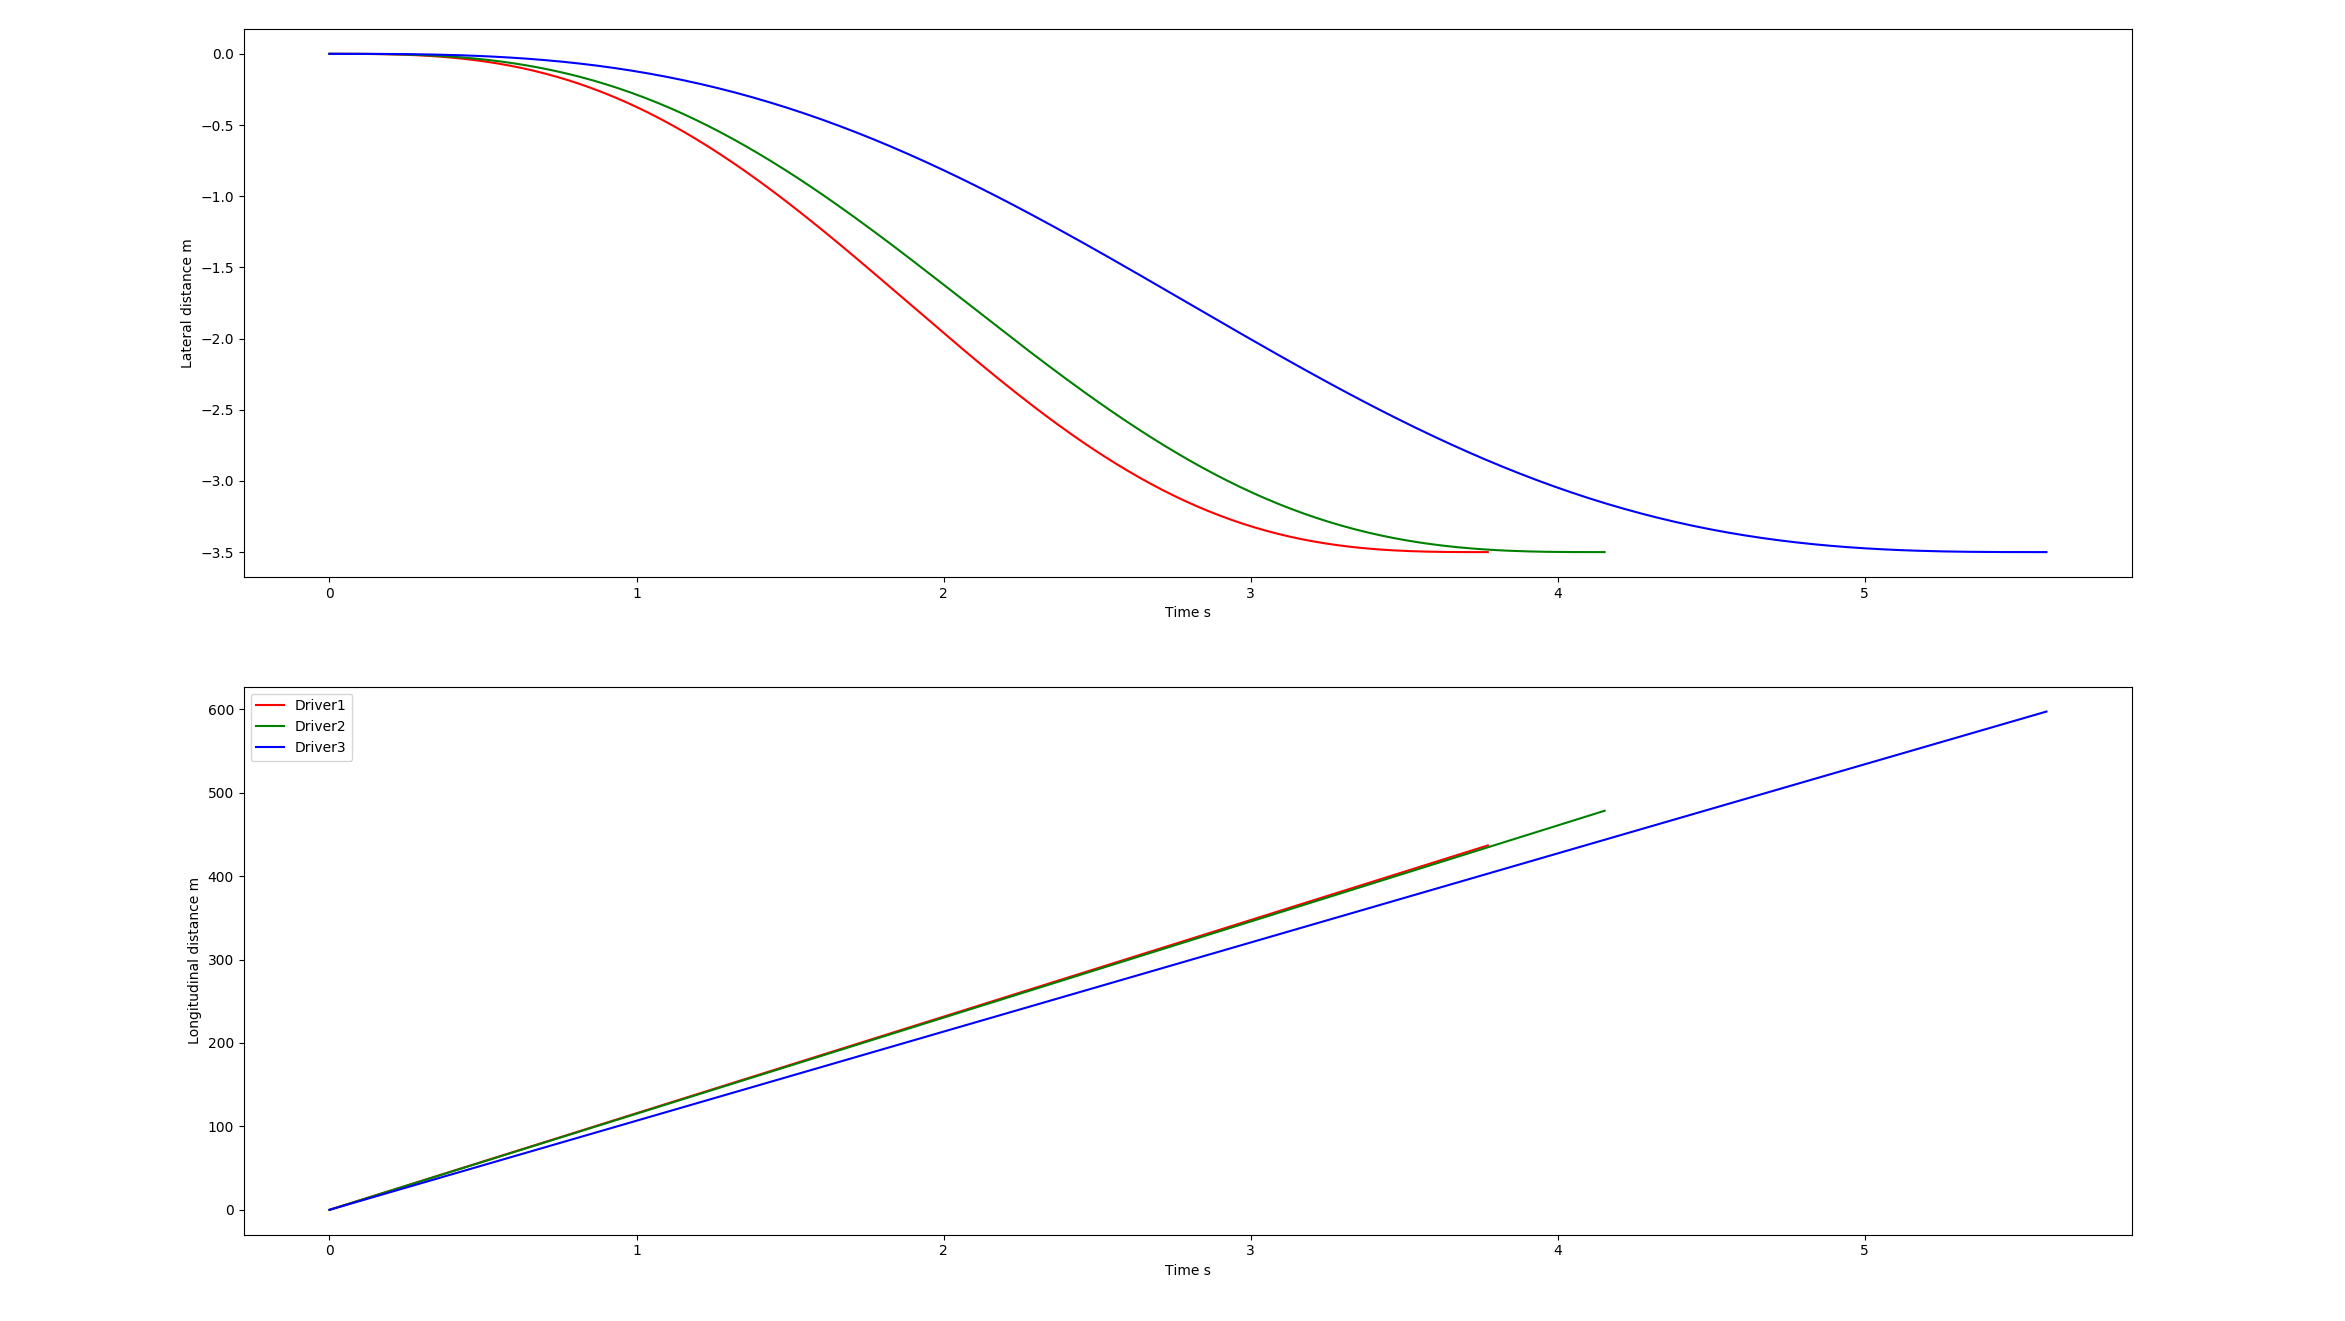 0.0
−0.5
−1.0
−1.5
−2.0
−2.5
−3.0
−3.5
Lateral distance m
0 1 2 3 4 5
Time s
Driver1
Driver2
Driver3
600
500
400
300
200
100
0
Longitudinal distance m
0 1 2 3 4 5
Time s